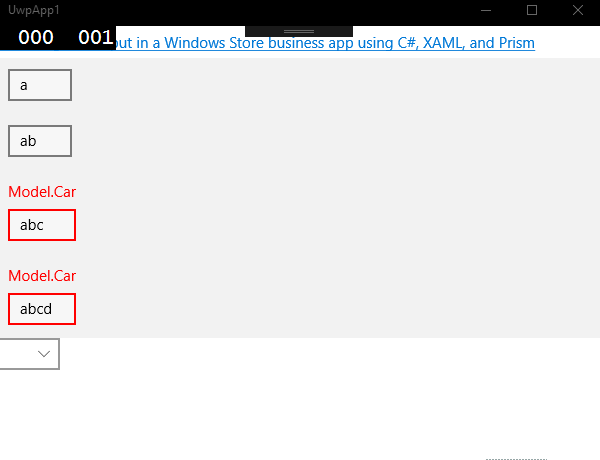 UwpApp1
000 001
out in a Windows Store business app using C#, XAML, and Prism
a
ab
Model.Car
abc
Model.Car
abcd